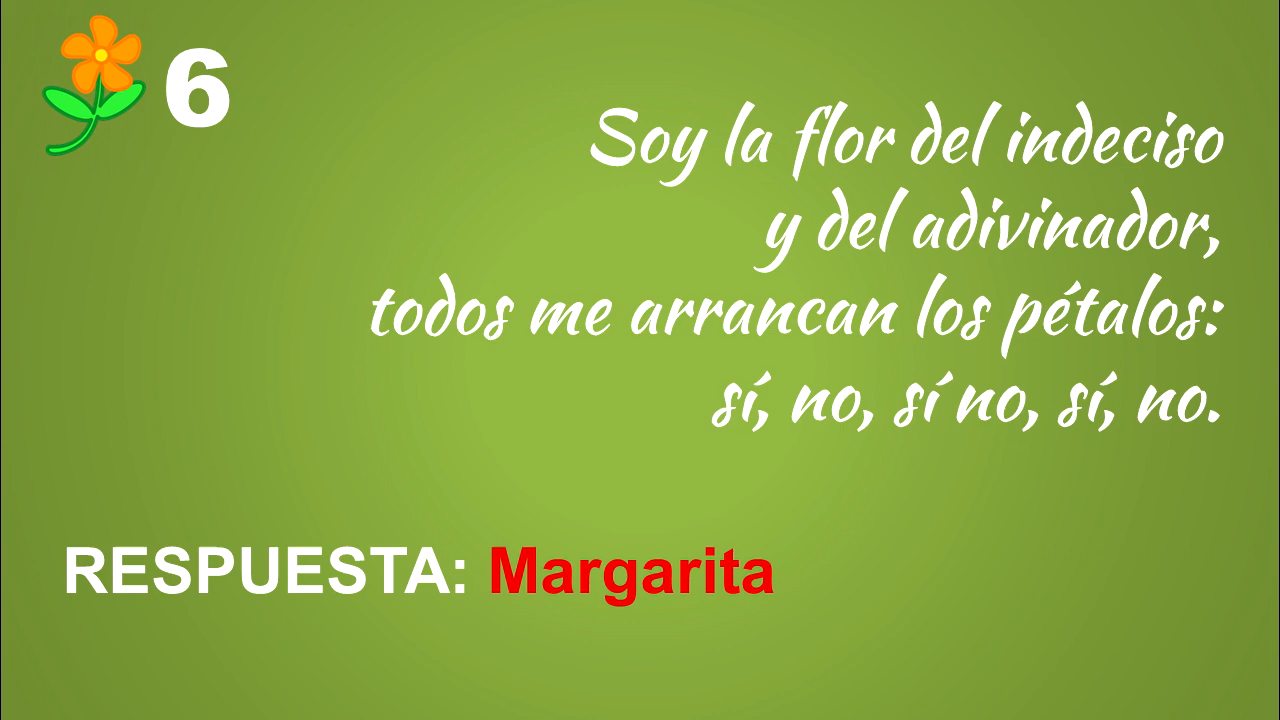 6
Soy la flor del indeciso
y del adivinador,
todos me arrancan los pétalos:
sí, no, sí no, sí, no.
RESPUESTA: Margarita